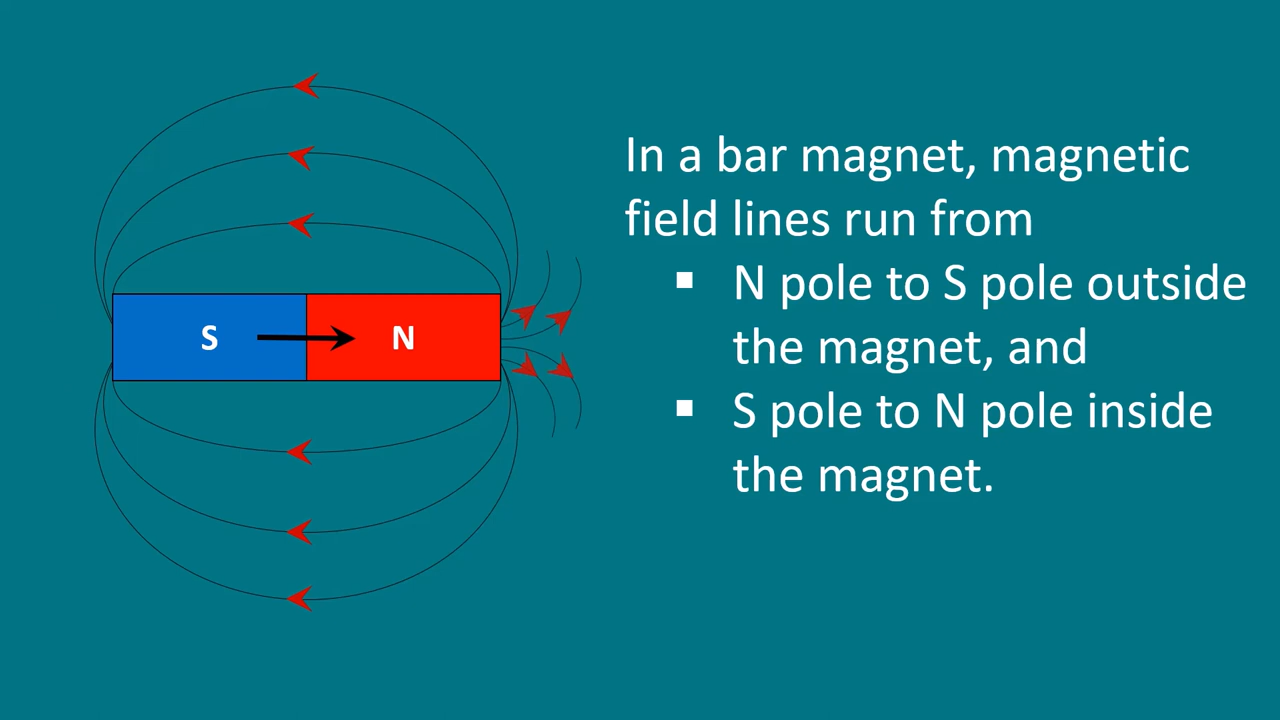 S
N
In a bar magnet, magnetic
field lines run from
▪ N pole to S pole outside
the magnet, and
▪ S pole to N pole inside
the magnet.